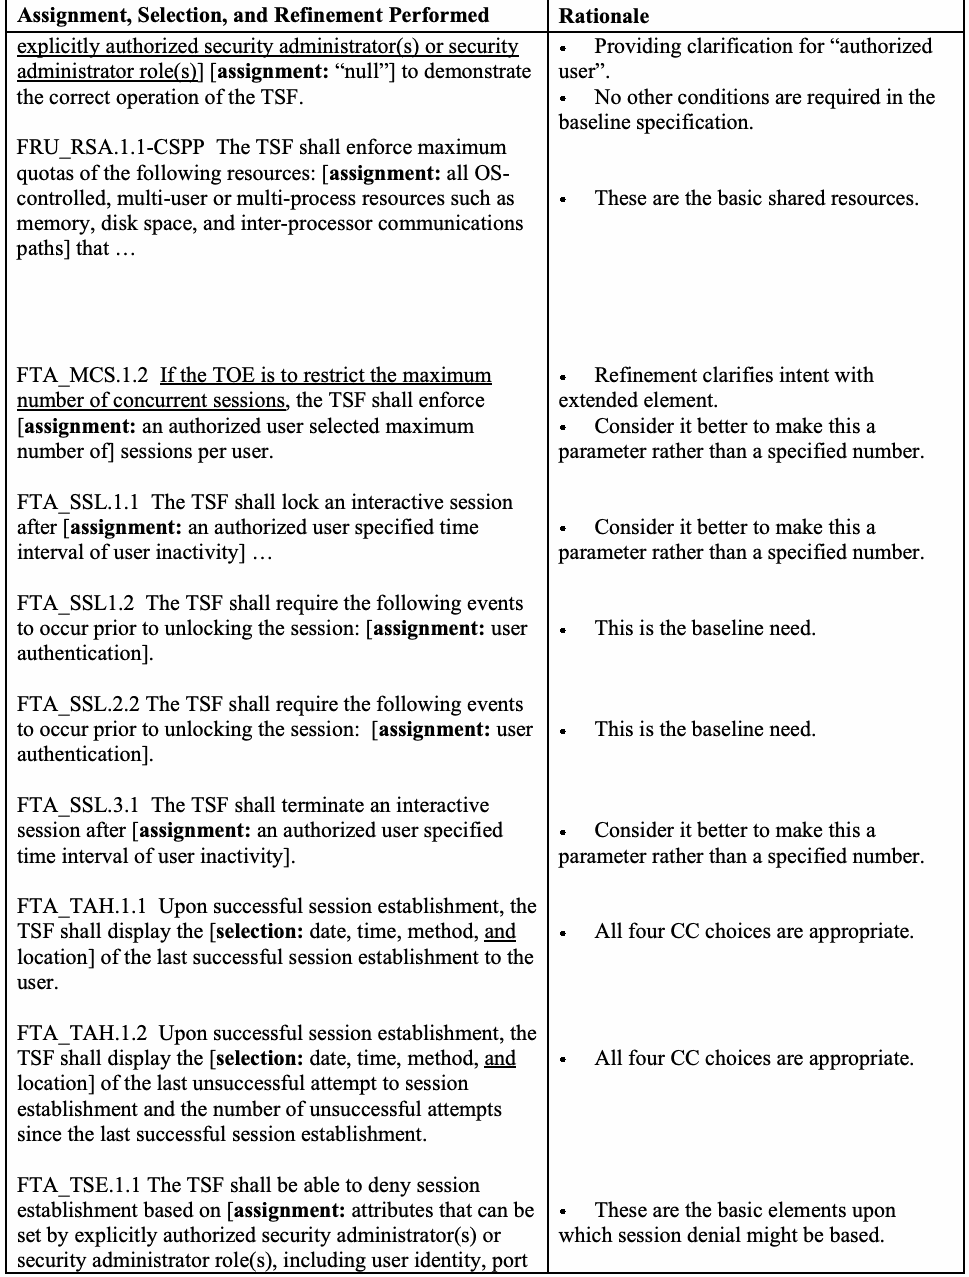 Assignment, Selection, and Refinement Performed
Rationale
explicitly authorized security administrator(s) or security
administrator role(s)] [assignment: “null”] to demonstrate
the correct operation of the TSF.
• Providing clarification for “authorized
user”.
• No other conditions are required in the
baseline specification.
FRU_RSA.1.1-CSPP The TSF shall enforce maximum
quotas of the following resources: [assignment: all OS-
controlled, multi-user or multi-process resources such as
memory, disk space, and inter-processor communications
paths] that …
• These are the basic shared resources.
FTA_MCS.1.2 If the TOE is to restrict the maximum
number of concurrent sessions, the TSF shall enforce
[assignment: an authorized user selected maximum
number of] sessions per user.
• Refinement clarifies intent with
extended element.
• Consider it better to make this a
parameter rather than a specified number.
FTA_SSL.1.1 The TSF shall lock an interactive session
after [assignment: an authorized user specified time
interval of user inactivity] …
• Consider it better to make this a
parameter rather than a specified number.
FTA_SSL1.2 The TSF shall require the following events
to occur prior to unlocking the session: [assignment: user
authentication].
• This is the baseline need.
FTA_SSL.2.2 The TSF shall require the following events
to occur prior to unlocking the session: [assignment: user
authentication].
• This is the baseline need.
FTA_SSL.3.1 The TSF shall terminate an interactive
session after [assignment: an authorized user specified
time interval of user inactivity].
• Consider it better to make this a
parameter rather than a specified number.
FTA_TAH.1.1 Upon successful session establishment, the
TSF shall display the [selection: date, time, method, and
location] of the last successful session establishment to the
user.
• All four CC choices are appropriate.
FTA_TAH.1.2 Upon successful session establishment, the
TSF shall display the [selection: date, time, method, and
location] of the last unsuccessful attempt to session
establishment and the number of unsuccessful attempts
since the last successful session establishment.
• All four CC choices are appropriate.
FTA_TSE.1.1 The TSF shall be able to deny session
establishment based on [assignment: attributes that can be
set by explicitly authorized security administrator(s) or
security administrator role(s), including user identity, port
• These are the basic elements upon
which session denial might be based.